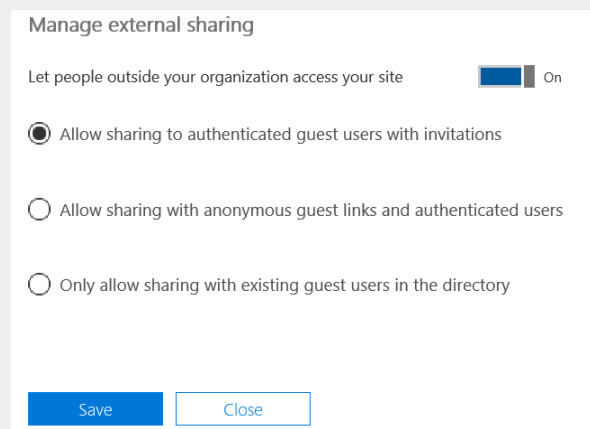 Manage external sharing
Let people outside your organization access your site On
Allow sharing to authenticated guest users with invitations
Allow sharing with anonymous guest links and authenticated users
Only allow sharing with existing guest users in the directory
Save Close